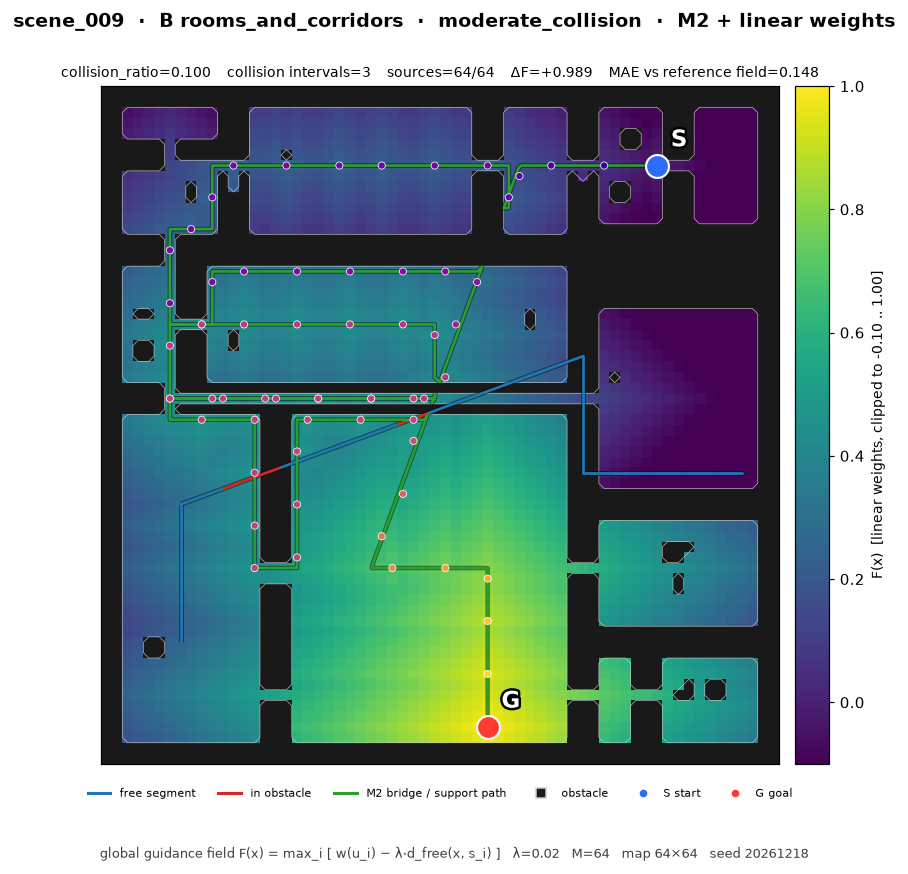 scene_009 · B rooms_and_corridors · moderate_collision · M2 + linear weights
collision_ratio=0.100 collision intervals=3 sources=64/64 ΔF=+0.989 MAE vs reference field=0.148
S
G
1.0
0.8
0.6
0.4
0.2
0.0
F(x) [linear weights, clipped to -0.10 .. 1.00]
free segment
in obstacle
M2 bridge / support path
obstacle
S start
G goal
global guidance field F(x) = max_i [ w(u_i) − λ·d_free(x, s_i) ] λ=0.02 M=64 map 64×64 seed 20261218